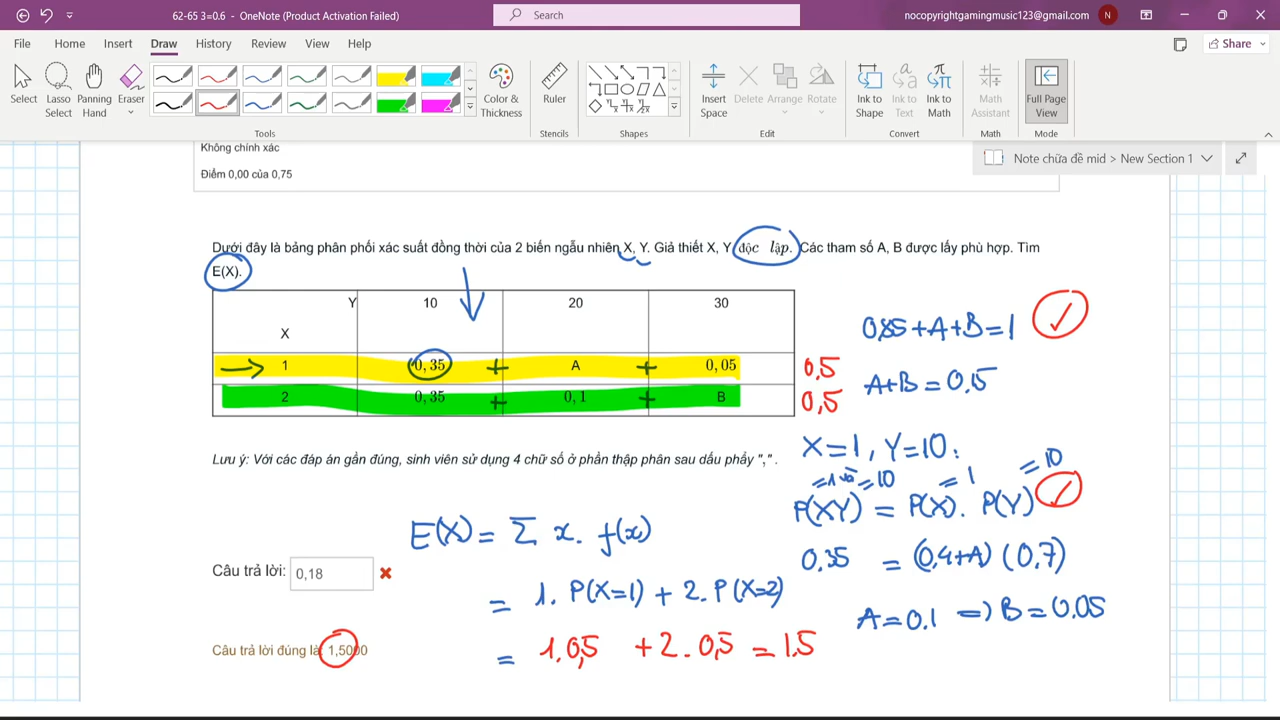 62-65 3=0.6 - OneNote (Product Activation Failed)
Search
nocopyrightgamingmusic123@gmail.com
N
File Home Insert Draw History Review View Help
Share
Select
Lasso Select
Panning Hand
Eraser
Color & Thickness
Ruler
Insert Space
Delete
Arrange
Rotate
Ink to Shape
Ink to Text
Ink to Math
Math Assistant
Full Page View
Tools Stencils Shapes Edit Convert Math Mode
Note chữa đề mid > New Section 1
Không chính xác
Điểm 0,00 của 0,75
Dưới đây là bảng phân phối xác suất đồng thời của 2 biến ngẫu nhiên X, Y. Giả thiết X, Y độc lập. Các tham số A, B được lấy phù hợp. Tìm
E(X).
Y 10 20 30
X
→ 1 0,35 + A + 0,05 0,5
2 0,35 + 0,1 + B 0,5
0,85+A+B=1 ✓
A+B=0,15
Lưu ý: Với các đáp án gần đúng, sinh viên sử dụng 4 chữ số ở phần thập phân sau dấu phẩy ",".
X=1, Y=10:
=10 =1 =10
P(XY) = P(X). P(Y) ✓
0,35 = (0,4+A)(0,7)
A=0.1 => B=0.05
E(X) = Σ x. f(x)
= 1. P(X=1) + 2. P(X=2)
= 1.0,5 + 2.0,5 = 1.5
Câu trả lời: 0,18 ✖
Câu trả lời đúng là: 1,5000